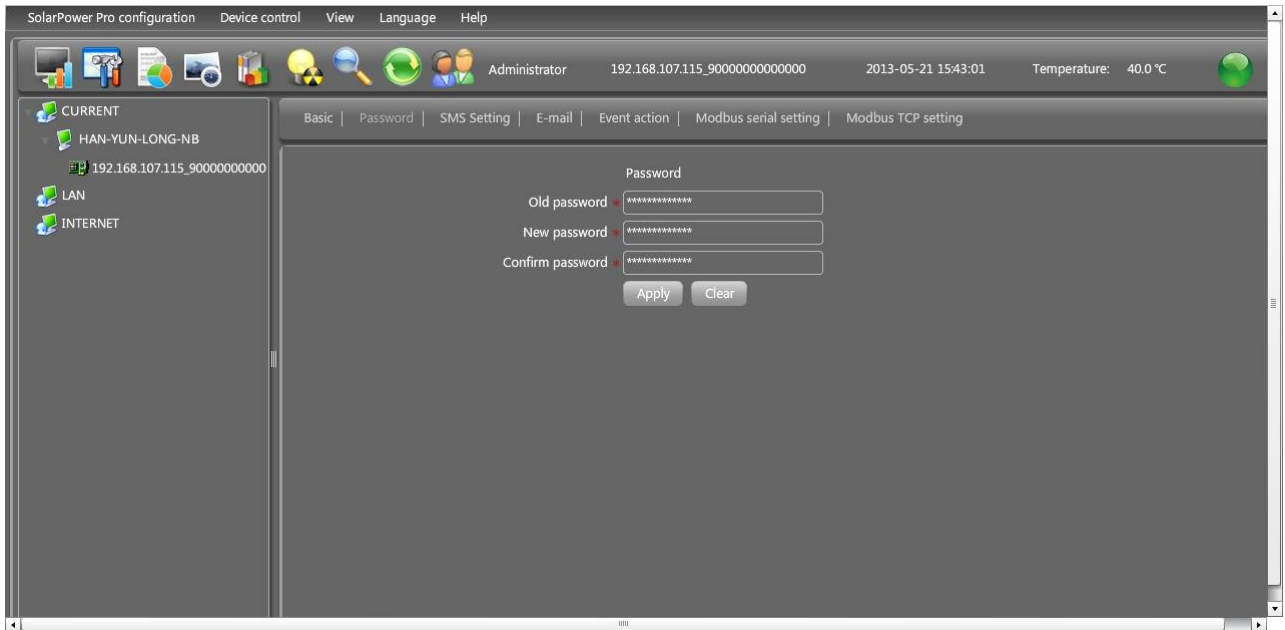 SolarPower Pro configuration Device control View Language Help
Administrator 192.168.107.115_90000000000000 2013-05-21 15:43:01 Temperature: 40.0 ℃
CURRENT
HAN-YUN-LONG-NB
192.168.107.115_90000000000
LAN
INTERNET
Basic | Password | SMS Setting | E-mail | Event action | Modbus serial setting | Modbus TCP setting
Password
Old password * *************
New password * *************
Confirm password * *************
Apply Clear